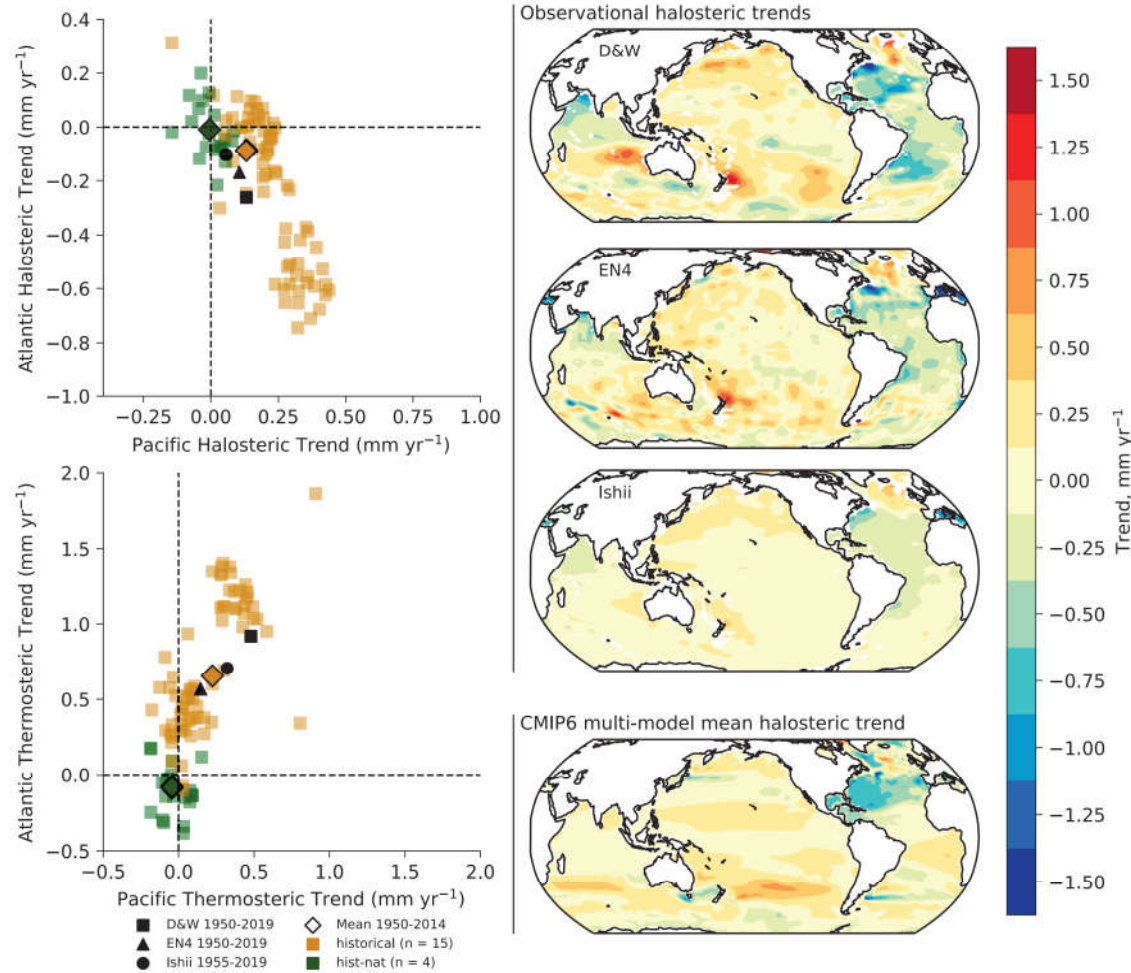 0.4
0.2
0.0
−0.2
−0.4
−0.6
−0.8
−1.0
Atlantic Halosteric Trend (mm yr⁻¹)
−0.25 0.00 0.25 0.50 0.75 1.00
Pacific Halosteric Trend (mm yr⁻¹)
2.0
1.5
1.0
0.5
0.0
−0.5
Atlantic Thermosteric Trend (mm yr⁻¹)
−0.5 0.0 0.5 1.0 1.5 2.0
Pacific Thermosteric Trend (mm yr⁻¹)
D&W 1950-2019
EN4 1950-2019
Ishii 1955-2019
Mean 1950-2014
historical (n = 15)
hist-nat (n = 4)
Observational halosteric trends
D&W
EN4
Ishii
CMIP6 multi-model mean halosteric trend
1.50
1.25
1.00
0.75
0.50
0.25
0.00
−0.25
−0.50
−0.75
−1.00
−1.25
−1.50
Trend, mm yr⁻¹